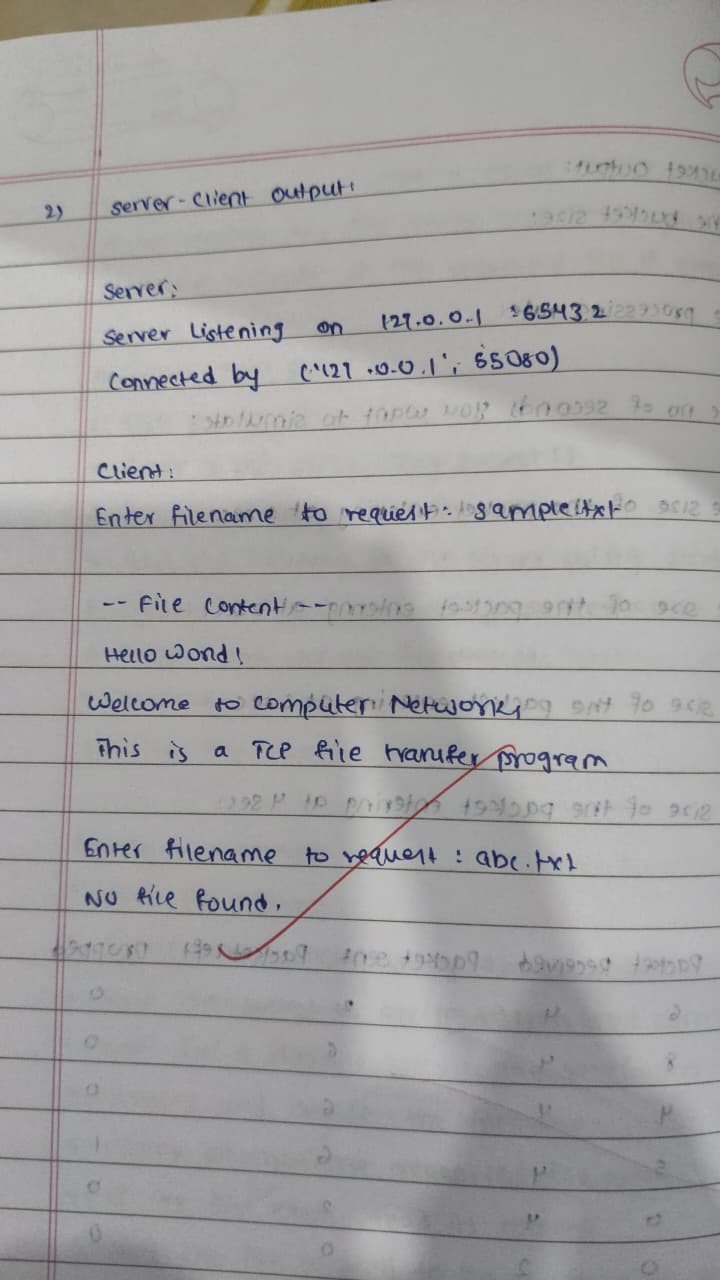 2) Server-Client output:
Server:
Server Listening on 127.0.0.1 :65432
Connected by ('127.0.0.1', 55080)
Client:
Enter filename to request: sample.txt
-- File Content --
Hello Wond!
Welcome to Computer Networks
This is a TCP file transfer program
Enter filename to request : abc.txt
No file found.